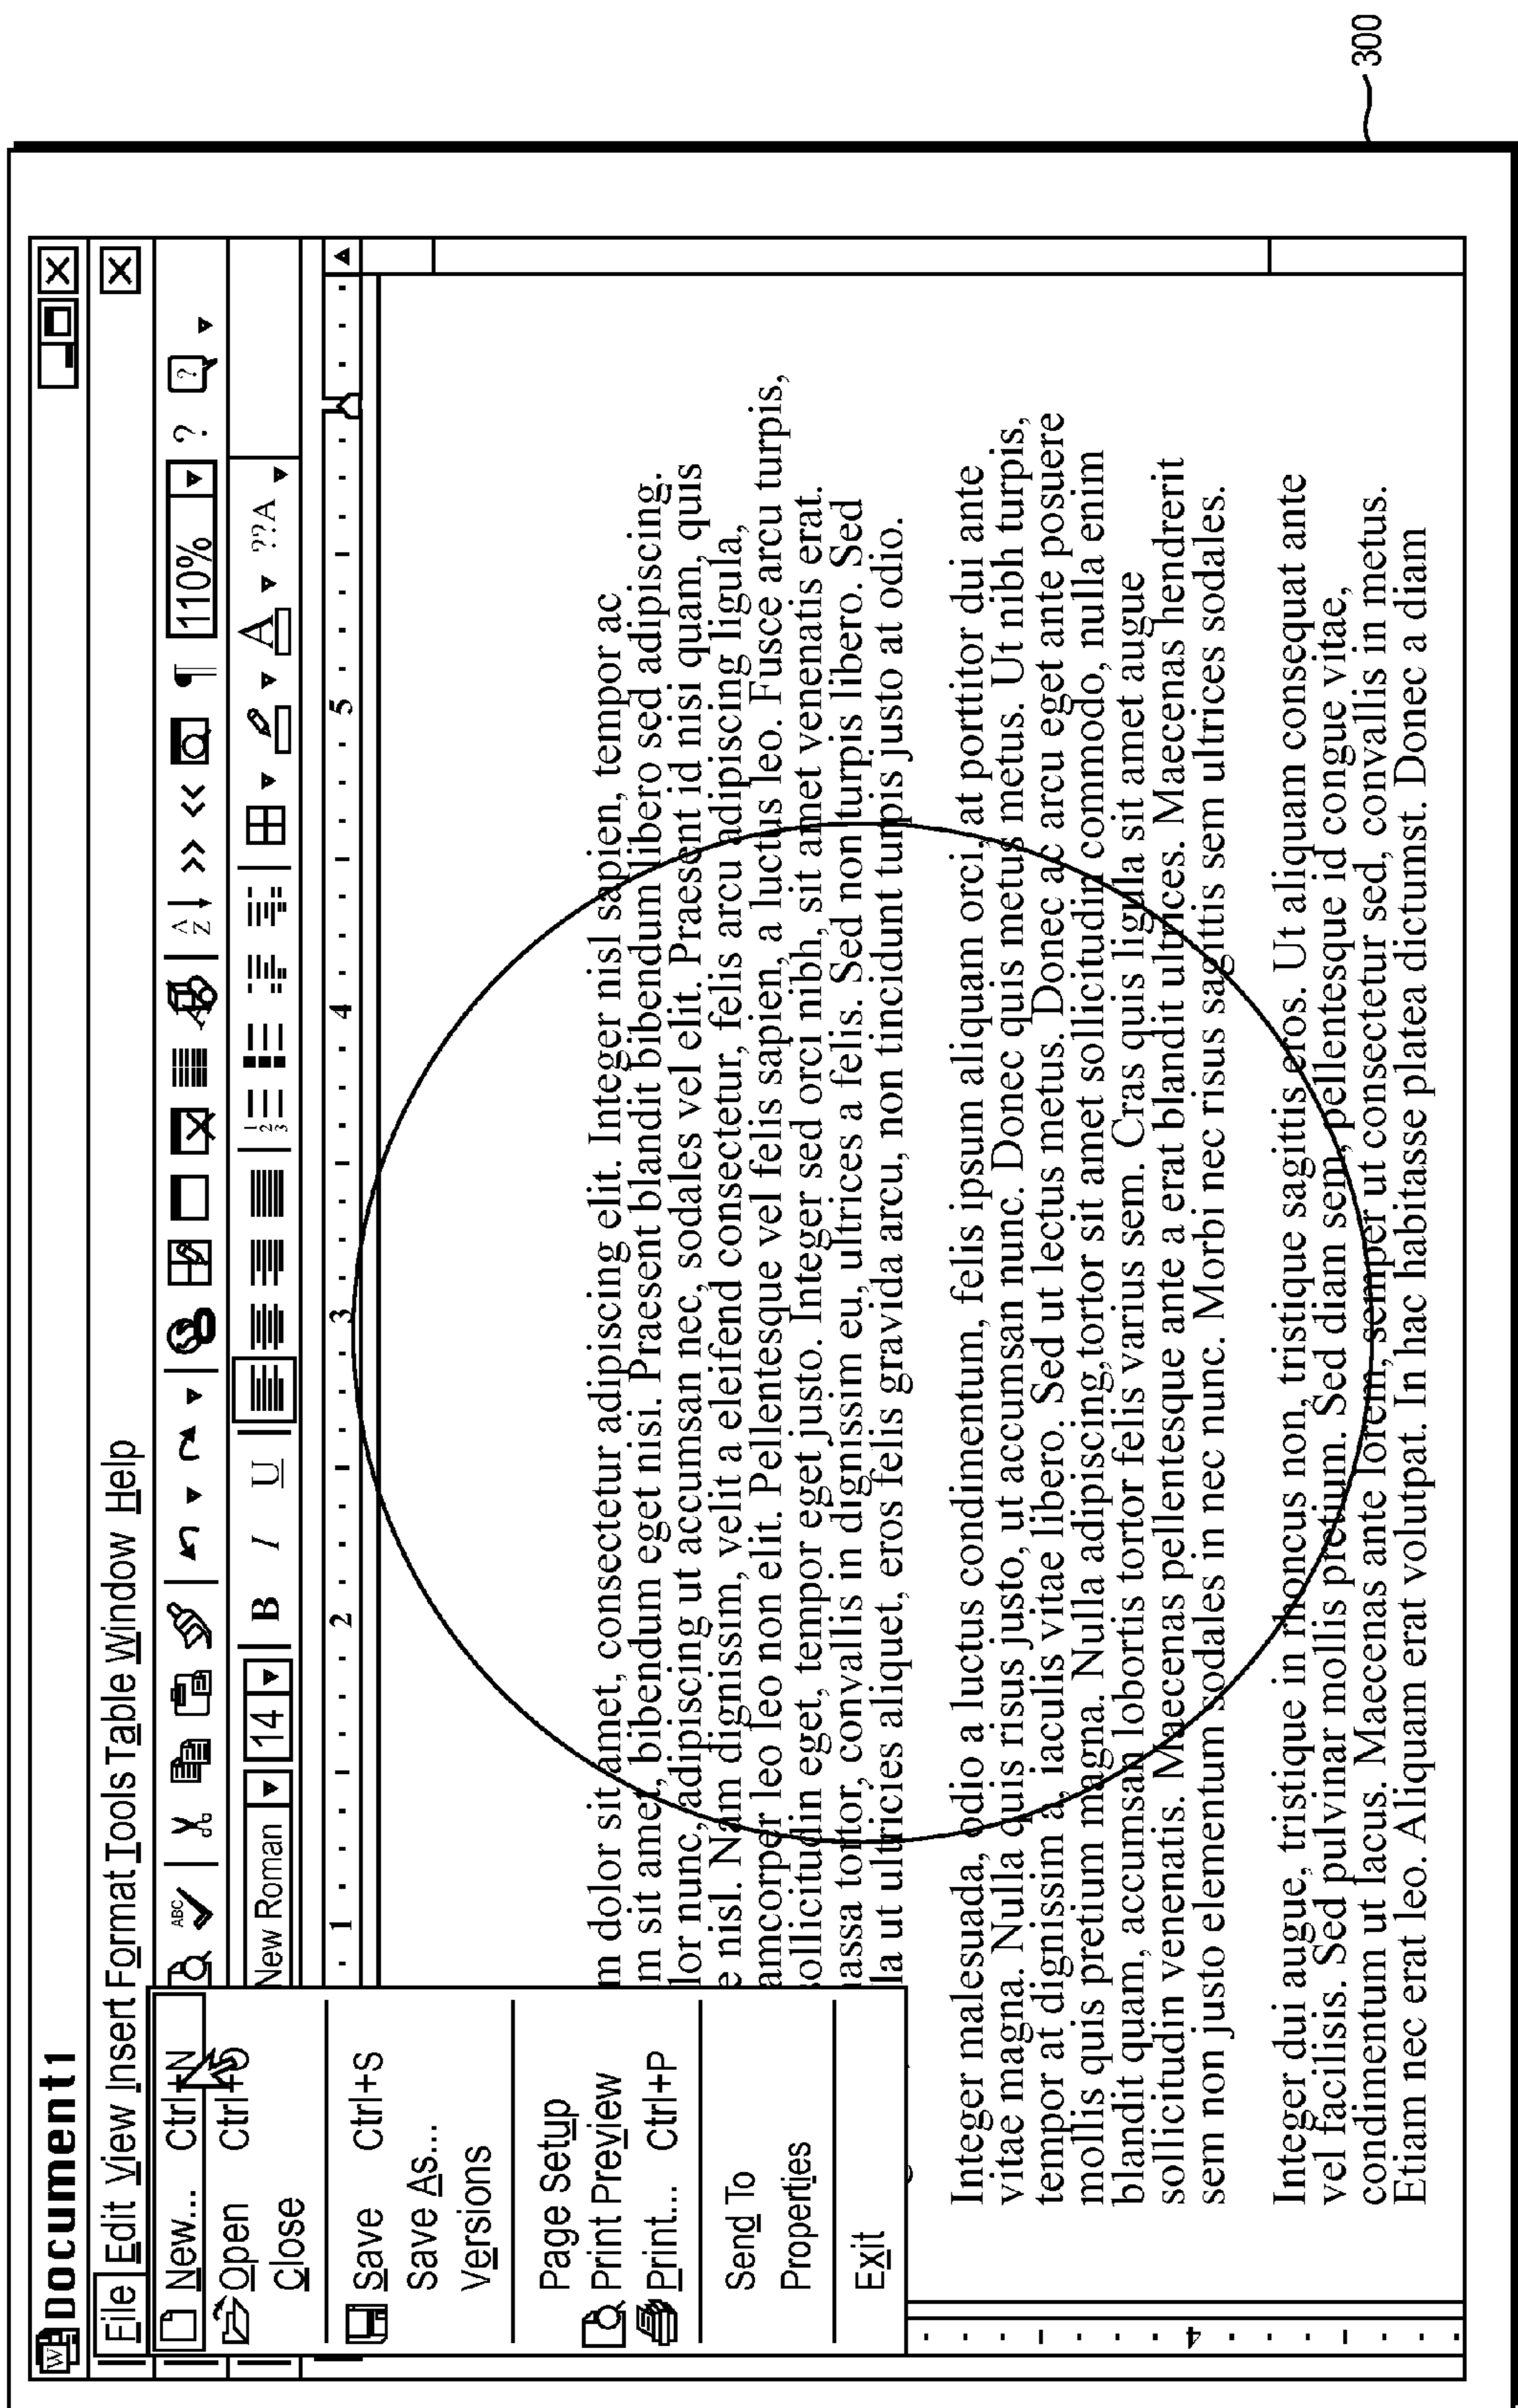 Document1
File Edit View Insert Format Tools Table Window Help
New... Ctrl+N
Open Ctrl+O
Close
Save Ctrl+S
Save As...
Versions
Page Setup
Print Preview
Print... Ctrl+P
Send To
Properties
Exit
ABC A Z 110% ? ?
New Roman 14 B I U 1 2 3 A ??A
1 2 3 4 5
m dolor sit amet, consectetur adipiscing elit. Integer nisl sapien, tempor ac
m sit amet, bibendum eget nisi. Praesent blandit bibendum libero sed adipiscing.
lor nunc, adipiscing ut accumsan nec, sodales vel elit. Praesent id nisi quam, quis
e nisl. Nam dignissim, velit a eleifend consectetur, felis arcu adipiscing ligula,
amcorper leo leo non elit. Pellentesque vel felis sapien, a luctus leo. Fusce arcu turpis,
sollicitudin eget, tempor eget justo. Integer sed orci nibh, sit amet venenatis erat.
assa tortor, convallis in dignissim eu, ultrices a felis. Sed non turpis libero. Sed
la ut ultricies aliquet, eros felis gravida arcu, non tincidunt turpis justo at odio.
Integer malesuada, odio a luctus condimentum, felis ipsum aliquam orci, at porttitor dui ante
vitae magna. Nulla quis risus justo, ut accumsan nunc. Donec quis metus metus. Ut nibh turpis,
tempor at dignissim a, iaculis vitae libero. Sed ut lectus metus. Donec ac arcu eget ante posuere
mollis quis pretium magna. Nulla adipiscing, tortor sit amet sollicitudin commodo, nulla enim
blandit quam, accumsan lobortis tortor felis varius sem. Cras quis ligula sit amet augue
sollicitudin venenatis. Maecenas pellentesque ante a erat blandit ultrices. Maecenas hendrerit
sem non justo elementum sodales in nec nunc. Morbi nec risus sagittis sem ultrices sodales.
Integer dui augue, tristique in rhoncus non, tristique sagittis eros. Ut aliquam consequat ante
vel facilisis. Sed pulvinar mollis pretium. Sed diam sem, pellentesque id congue vitae,
condimentum ut lacus. Maecenas ante lorem, semper ut consectetur sed, convallis in metus.
Etiam nec erat leo. Aliquam erat volutpat. In hac habitasse platea dictumst. Donec a diam
300